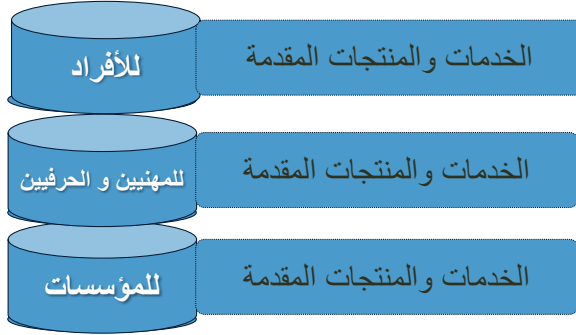 الخدمات والمنتجات المقدمة
للأفراد
الخدمات والمنتجات المقدمة
للمهنيين و الحرفيين
الخدمات والمنتجات المقدمة
للمؤسسات